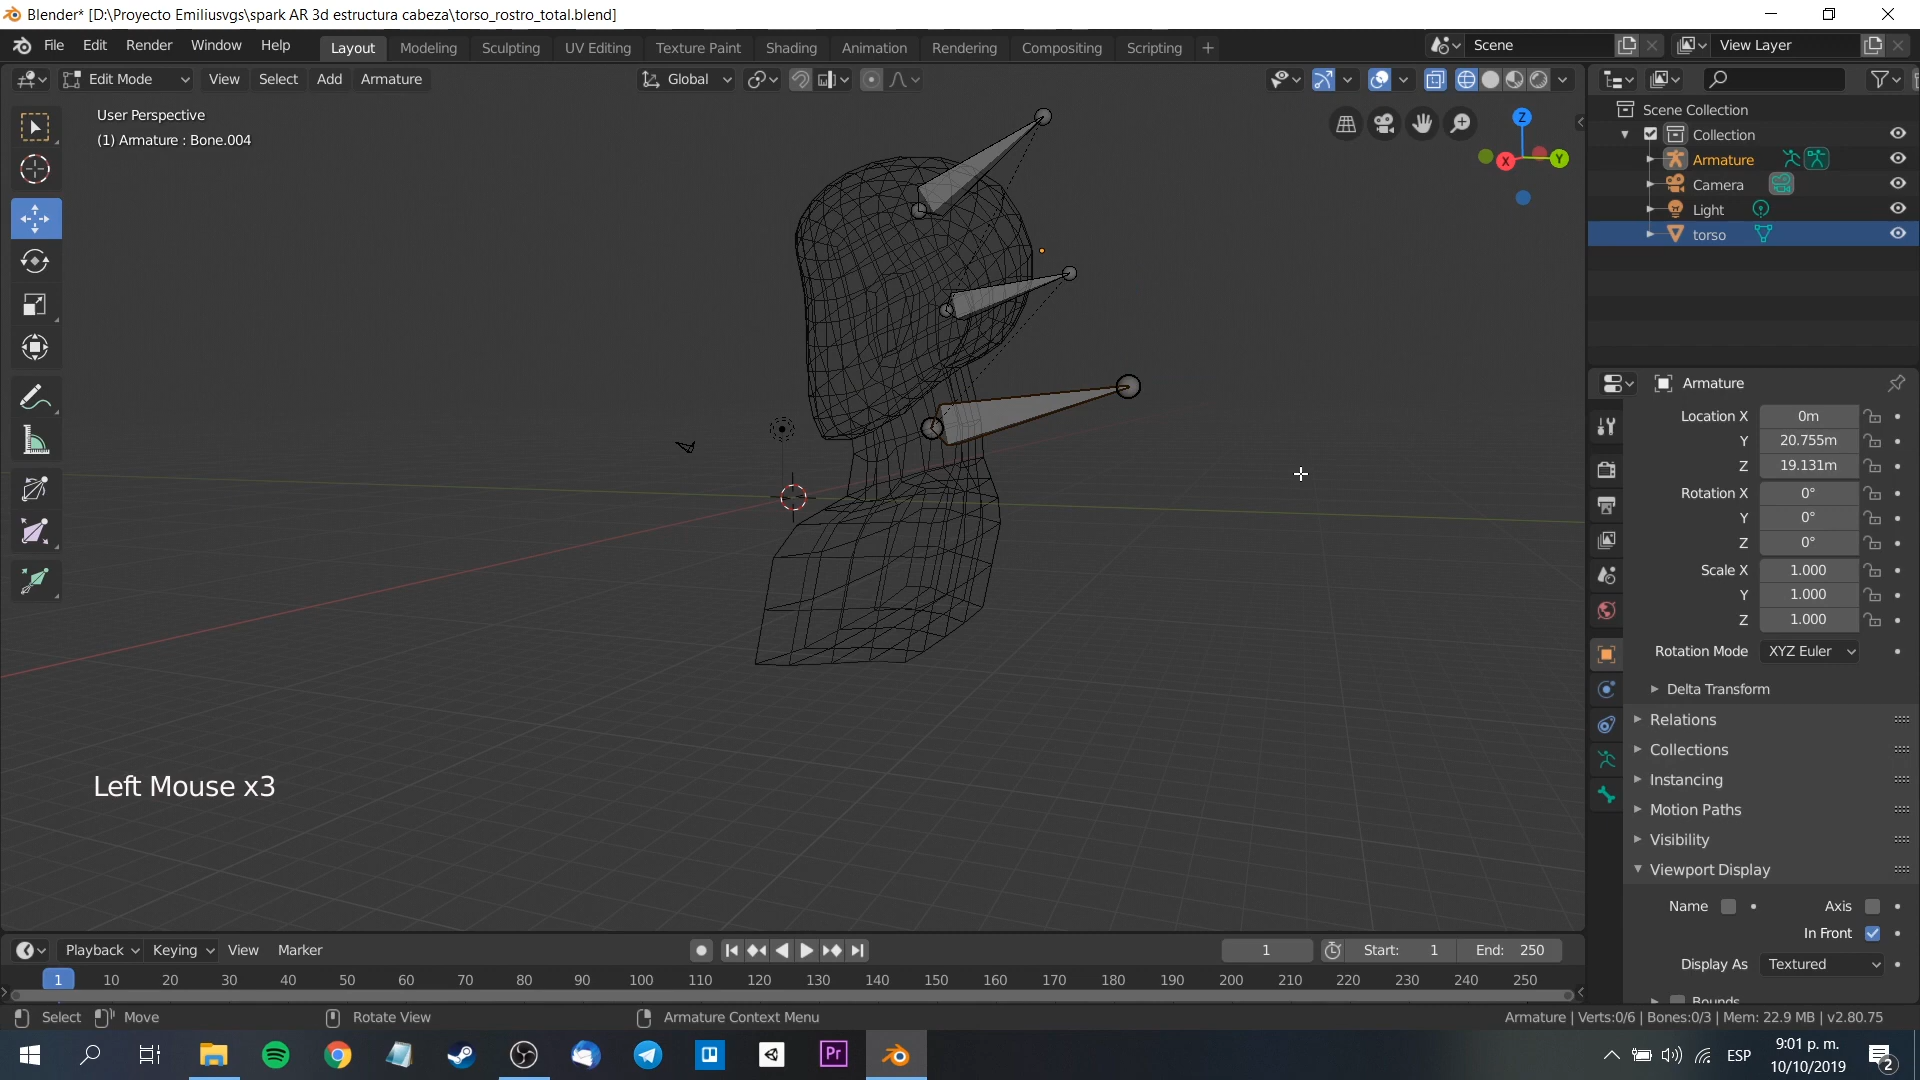 Blender* [D:\Proyecto Emiliusvgs\spark AR 3d estructura cabeza\torso_rostro_total.blend]
File Edit Render Window Help Layout Modeling Sculpting UV Editing Texture Paint Shading Animation Rendering Compositing Scripting + Scene View Layer
Edit Mode View Select Add Armature Global
User Perspective
(1) Armature : Bone.004
Z
X
Y
Scene Collection
Collection
Armature
Camera
Light
torso
Armature
Location X 0m
Y 20.755m
Z 19.131m
Rotation X 0°
Y 0°
Z 0°
Scale X 1.000
Y 1.000
Z 1.000
Rotation Mode XYZ Euler
Delta Transform
Relations
Collections
Instancing
Motion Paths
Visibility
Viewport Display
Name Axis
In Front
Display As Textured
Bounds
Left Mouse x3
Playback Keying View Marker 1 Start: 1 End: 250
1 10 20 30 40 50 60 70 80 90 100 110 120 130 140 150 160 170 180 190 200 210 220 230 240 250
Select Move Rotate View Armature Context Menu Armature | Verts:0/6 | Bones:0/3 | Mem: 22.9 MB | v2.80.75
Pr
ESP
9:01 p. m.
10/10/2019
2